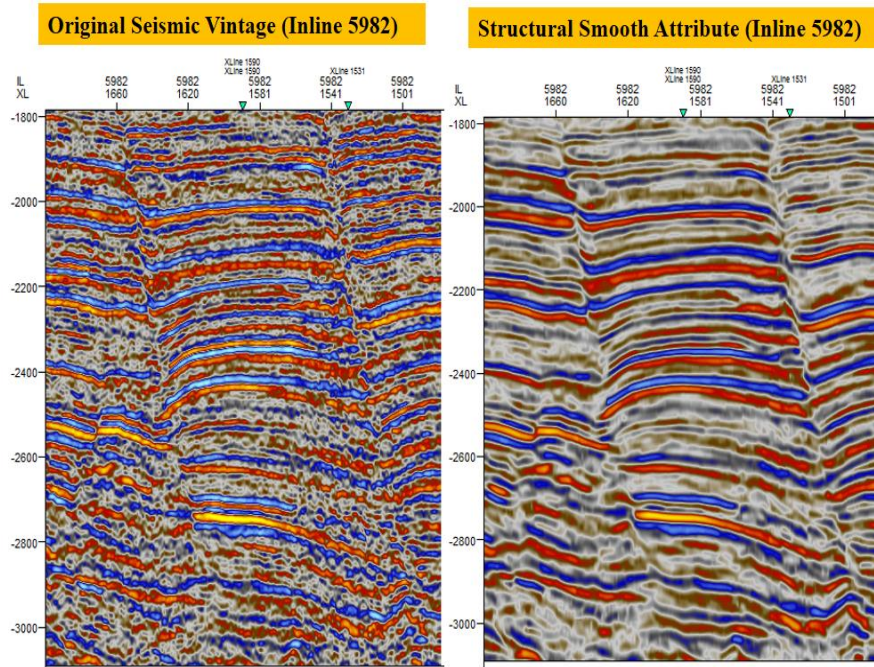 Original Seismic Vintage (Inline 5982)
XLine 1590
XLine 1590
XLine 1531
IL 5982 5982 5982 5982 5982
XL 1660 1620 1581 1541 1501
-1800
-2000
-2200
-2400
-2600
-2800
-3000
Structural Smooth Attribute (Inline 5982)
XLine 1590
XLine 1590
XLine 1531
IL 5982 5982 5982 5982 5982
XL 1660 1620 1581 1541 1501
-1800
-2000
-2200
-2400
-2600
-2800
-3000